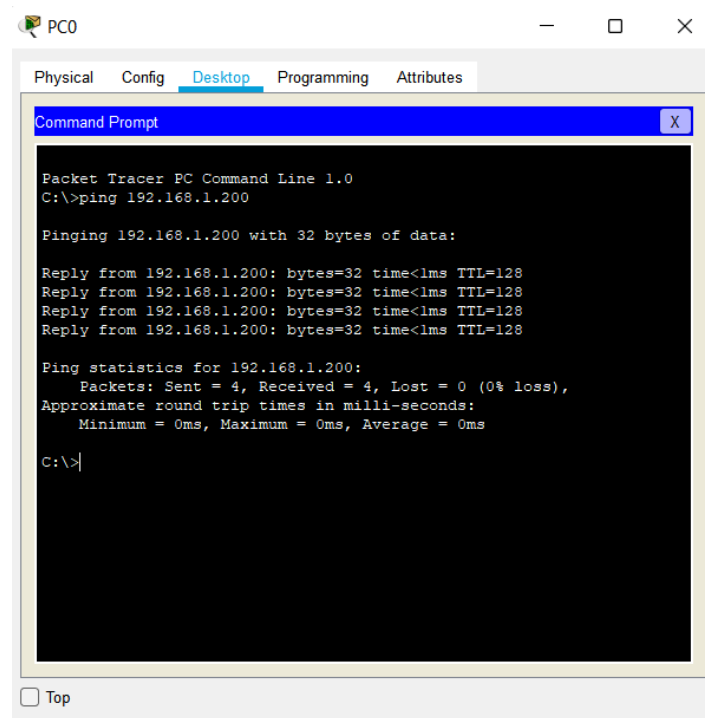 PC0
Physical Config Desktop Programming Attributes
Command Prompt
X
Packet Tracer PC Command Line 1.0
C:\>ping 192.168.1.200
Pinging 192.168.1.200 with 32 bytes of data:
Reply from 192.168.1.200: bytes=32 time<1ms TTL=128
Reply from 192.168.1.200: bytes=32 time<1ms TTL=128
Reply from 192.168.1.200: bytes=32 time<1ms TTL=128
Reply from 192.168.1.200: bytes=32 time<1ms TTL=128
Ping statistics for 192.168.1.200:
Packets: Sent = 4, Received = 4, Lost = 0 (0% loss),
Approximate round trip times in milli-seconds:
Minimum = 0ms, Maximum = 0ms, Average = 0ms
C:\>
Top